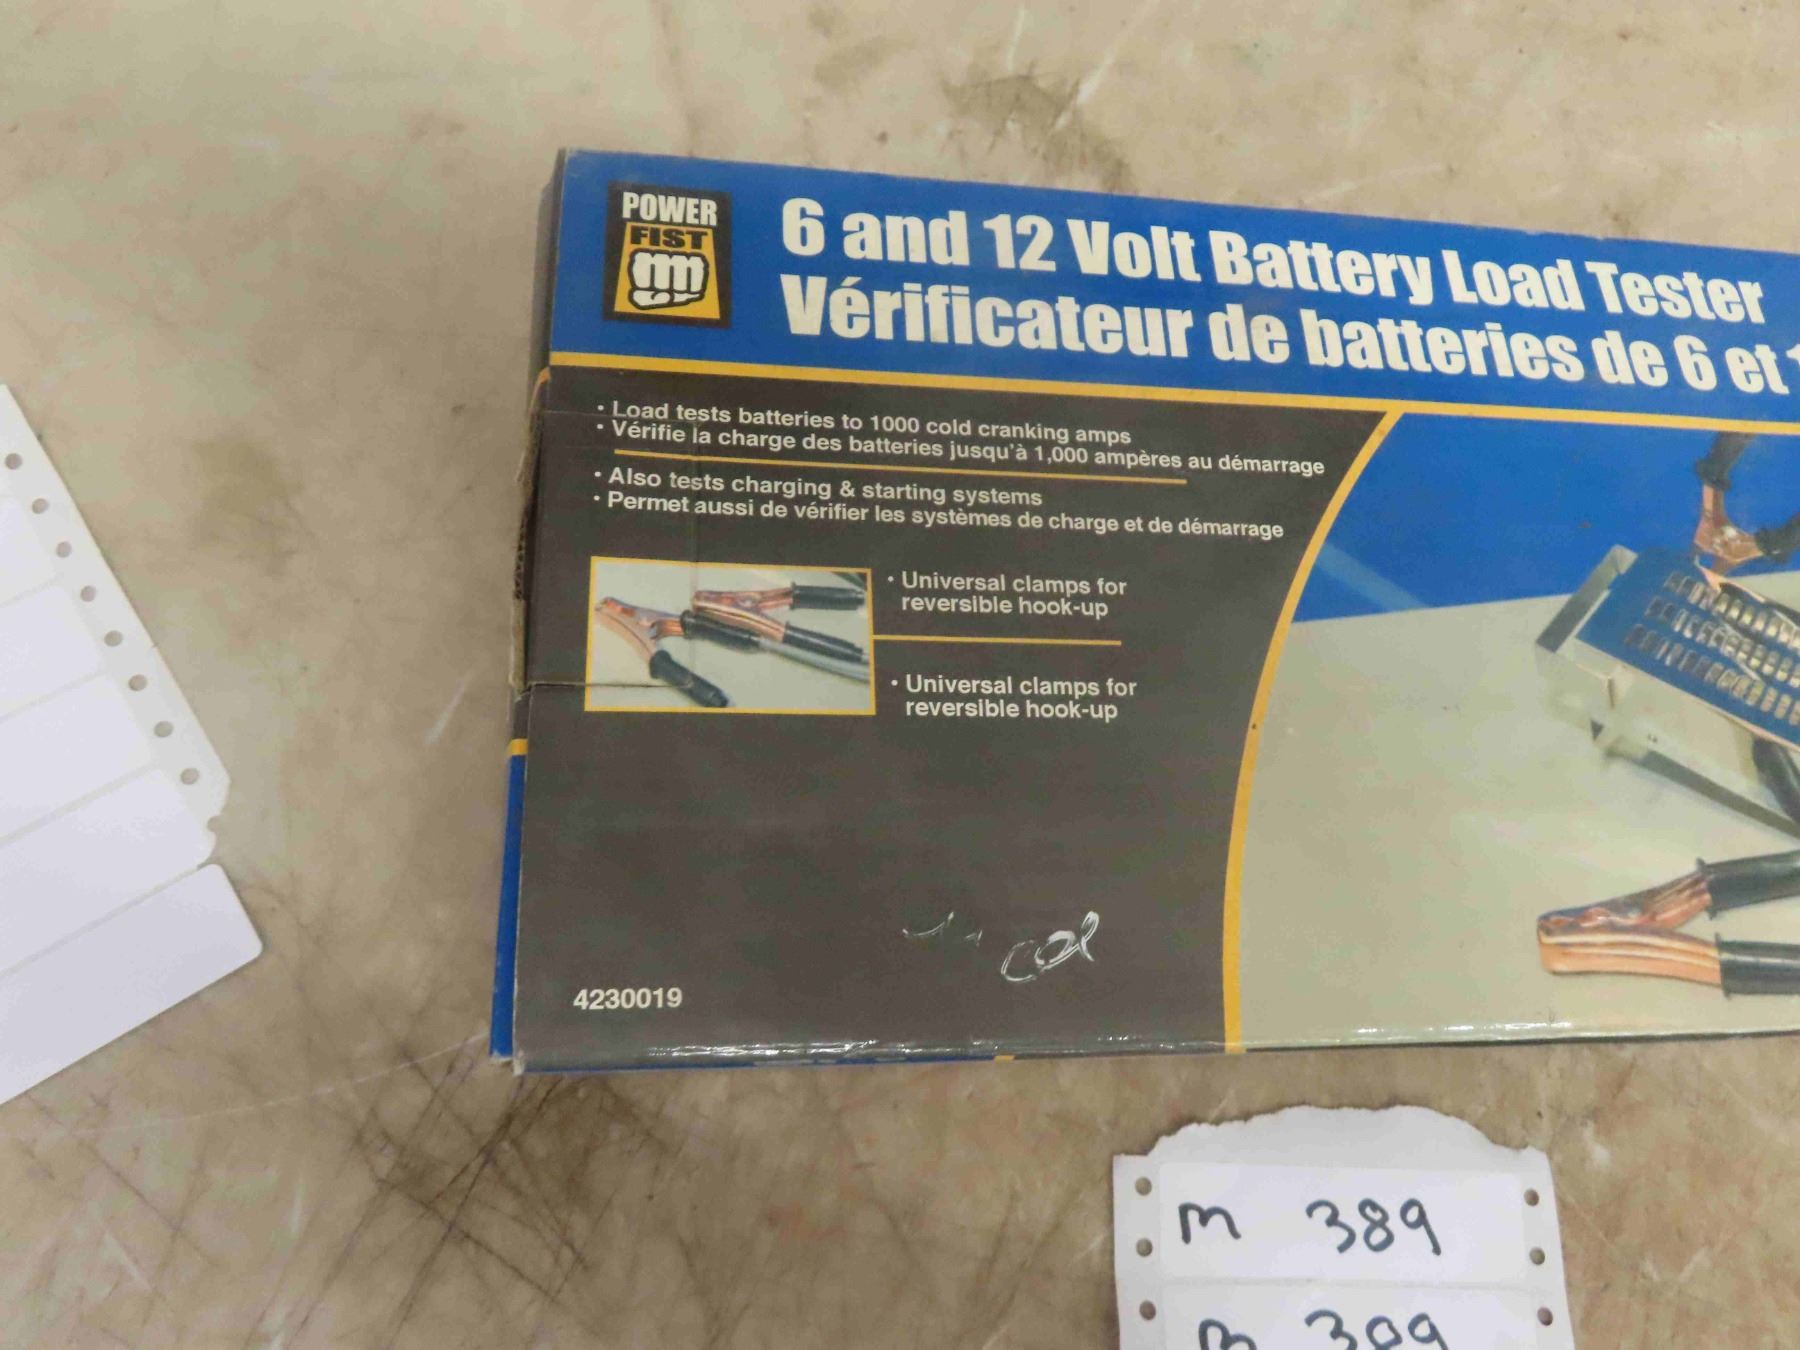 POWER
FIST
6 and 12 Volt Battery Load Tester
Vérificateur de batteries de 6 et
• Load tests batteries to 1000 cold cranking amps
• Vérifie la charge des batteries jusqu'à 1,000 ampères au démarrage
• Also tests charging & starting systems
• Permet aussi de vérifier les systèmes de charge et de démarrage
• Universal clamps for
reversible hook-up
• Universal clamps for
reversible hook-up
4230019
m 389
m